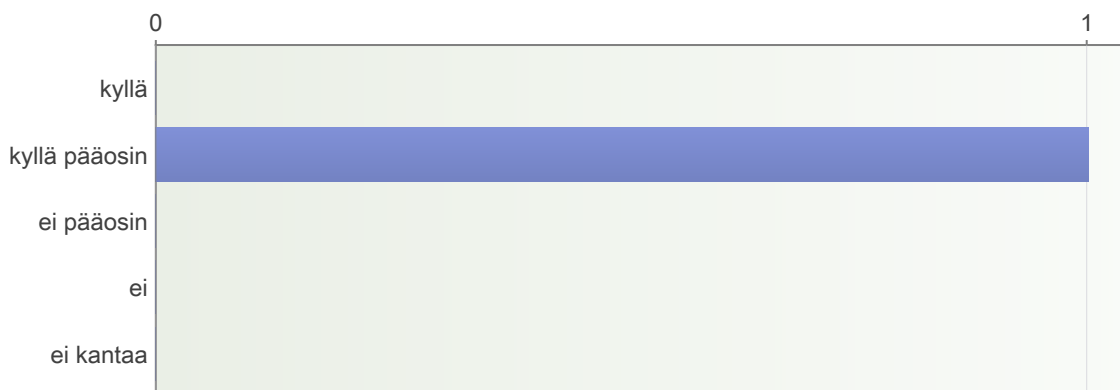 0 1
kyllä
kyllä pääosin
ei pääosin
ei
ei kantaa